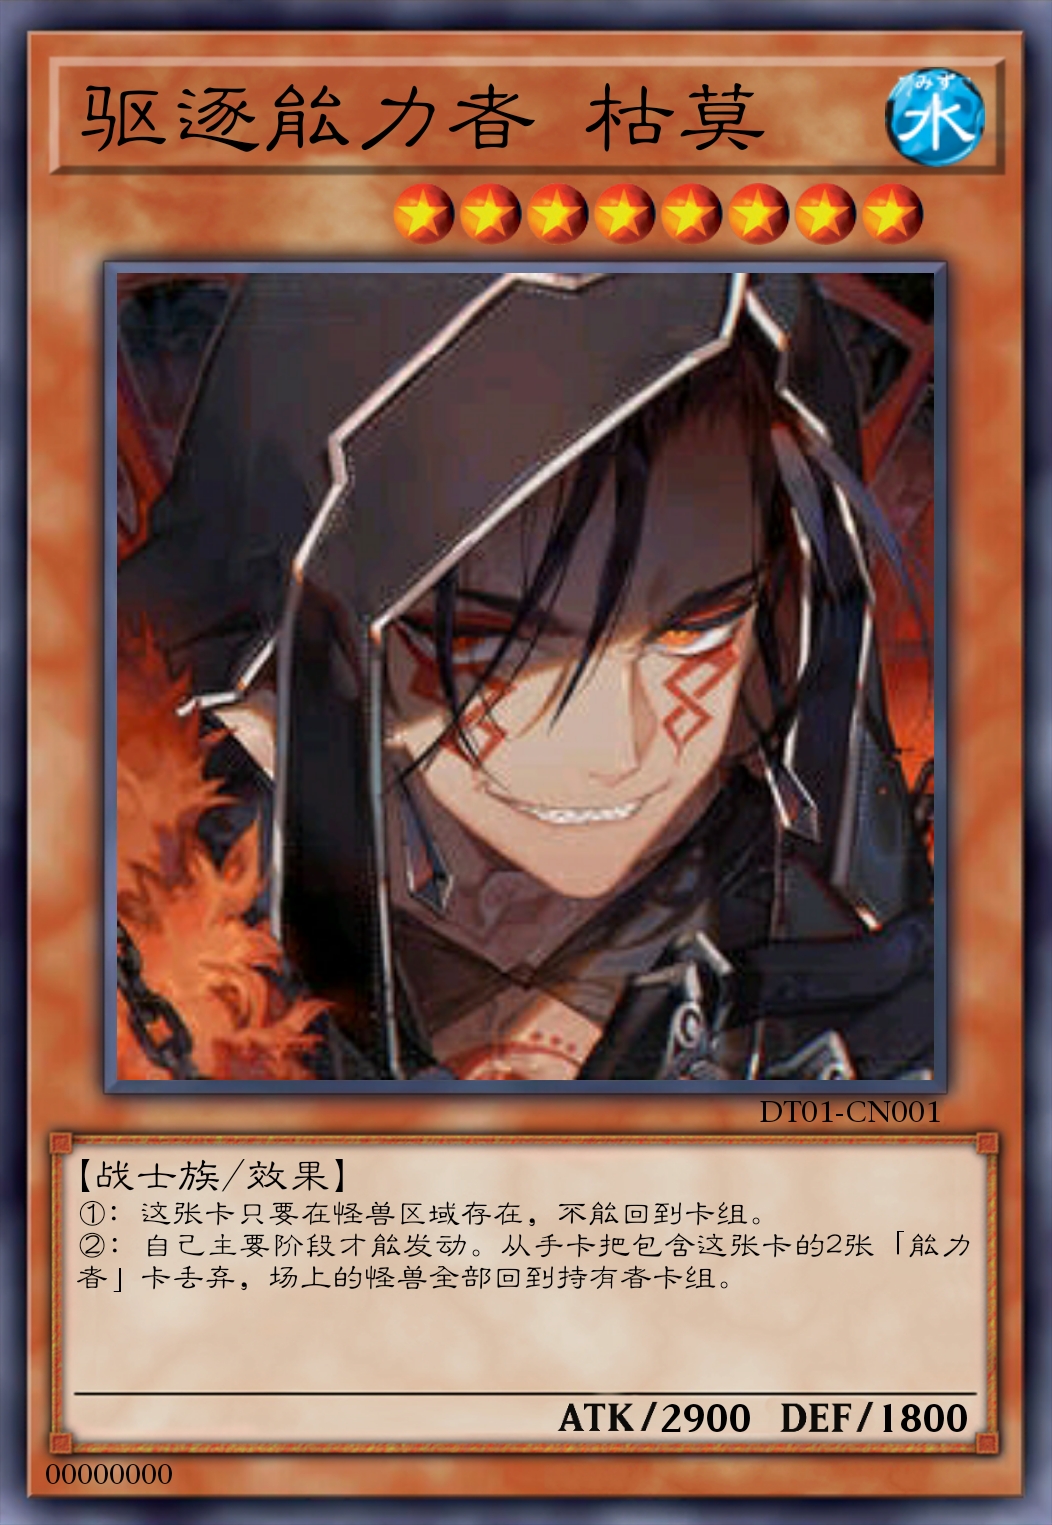 驱逐能力者 枯莫
みず
水
DT01-CN001
【战士族/效果】
①：这张卡只要在怪兽区域存在，不能回到卡组。
②：自己主要阶段才能发动。从手卡把包含这张卡的2张「能力
者」卡丢弃，场上的怪兽全部回到持有者卡组。
ATK/2900 DEF/1800
00000000